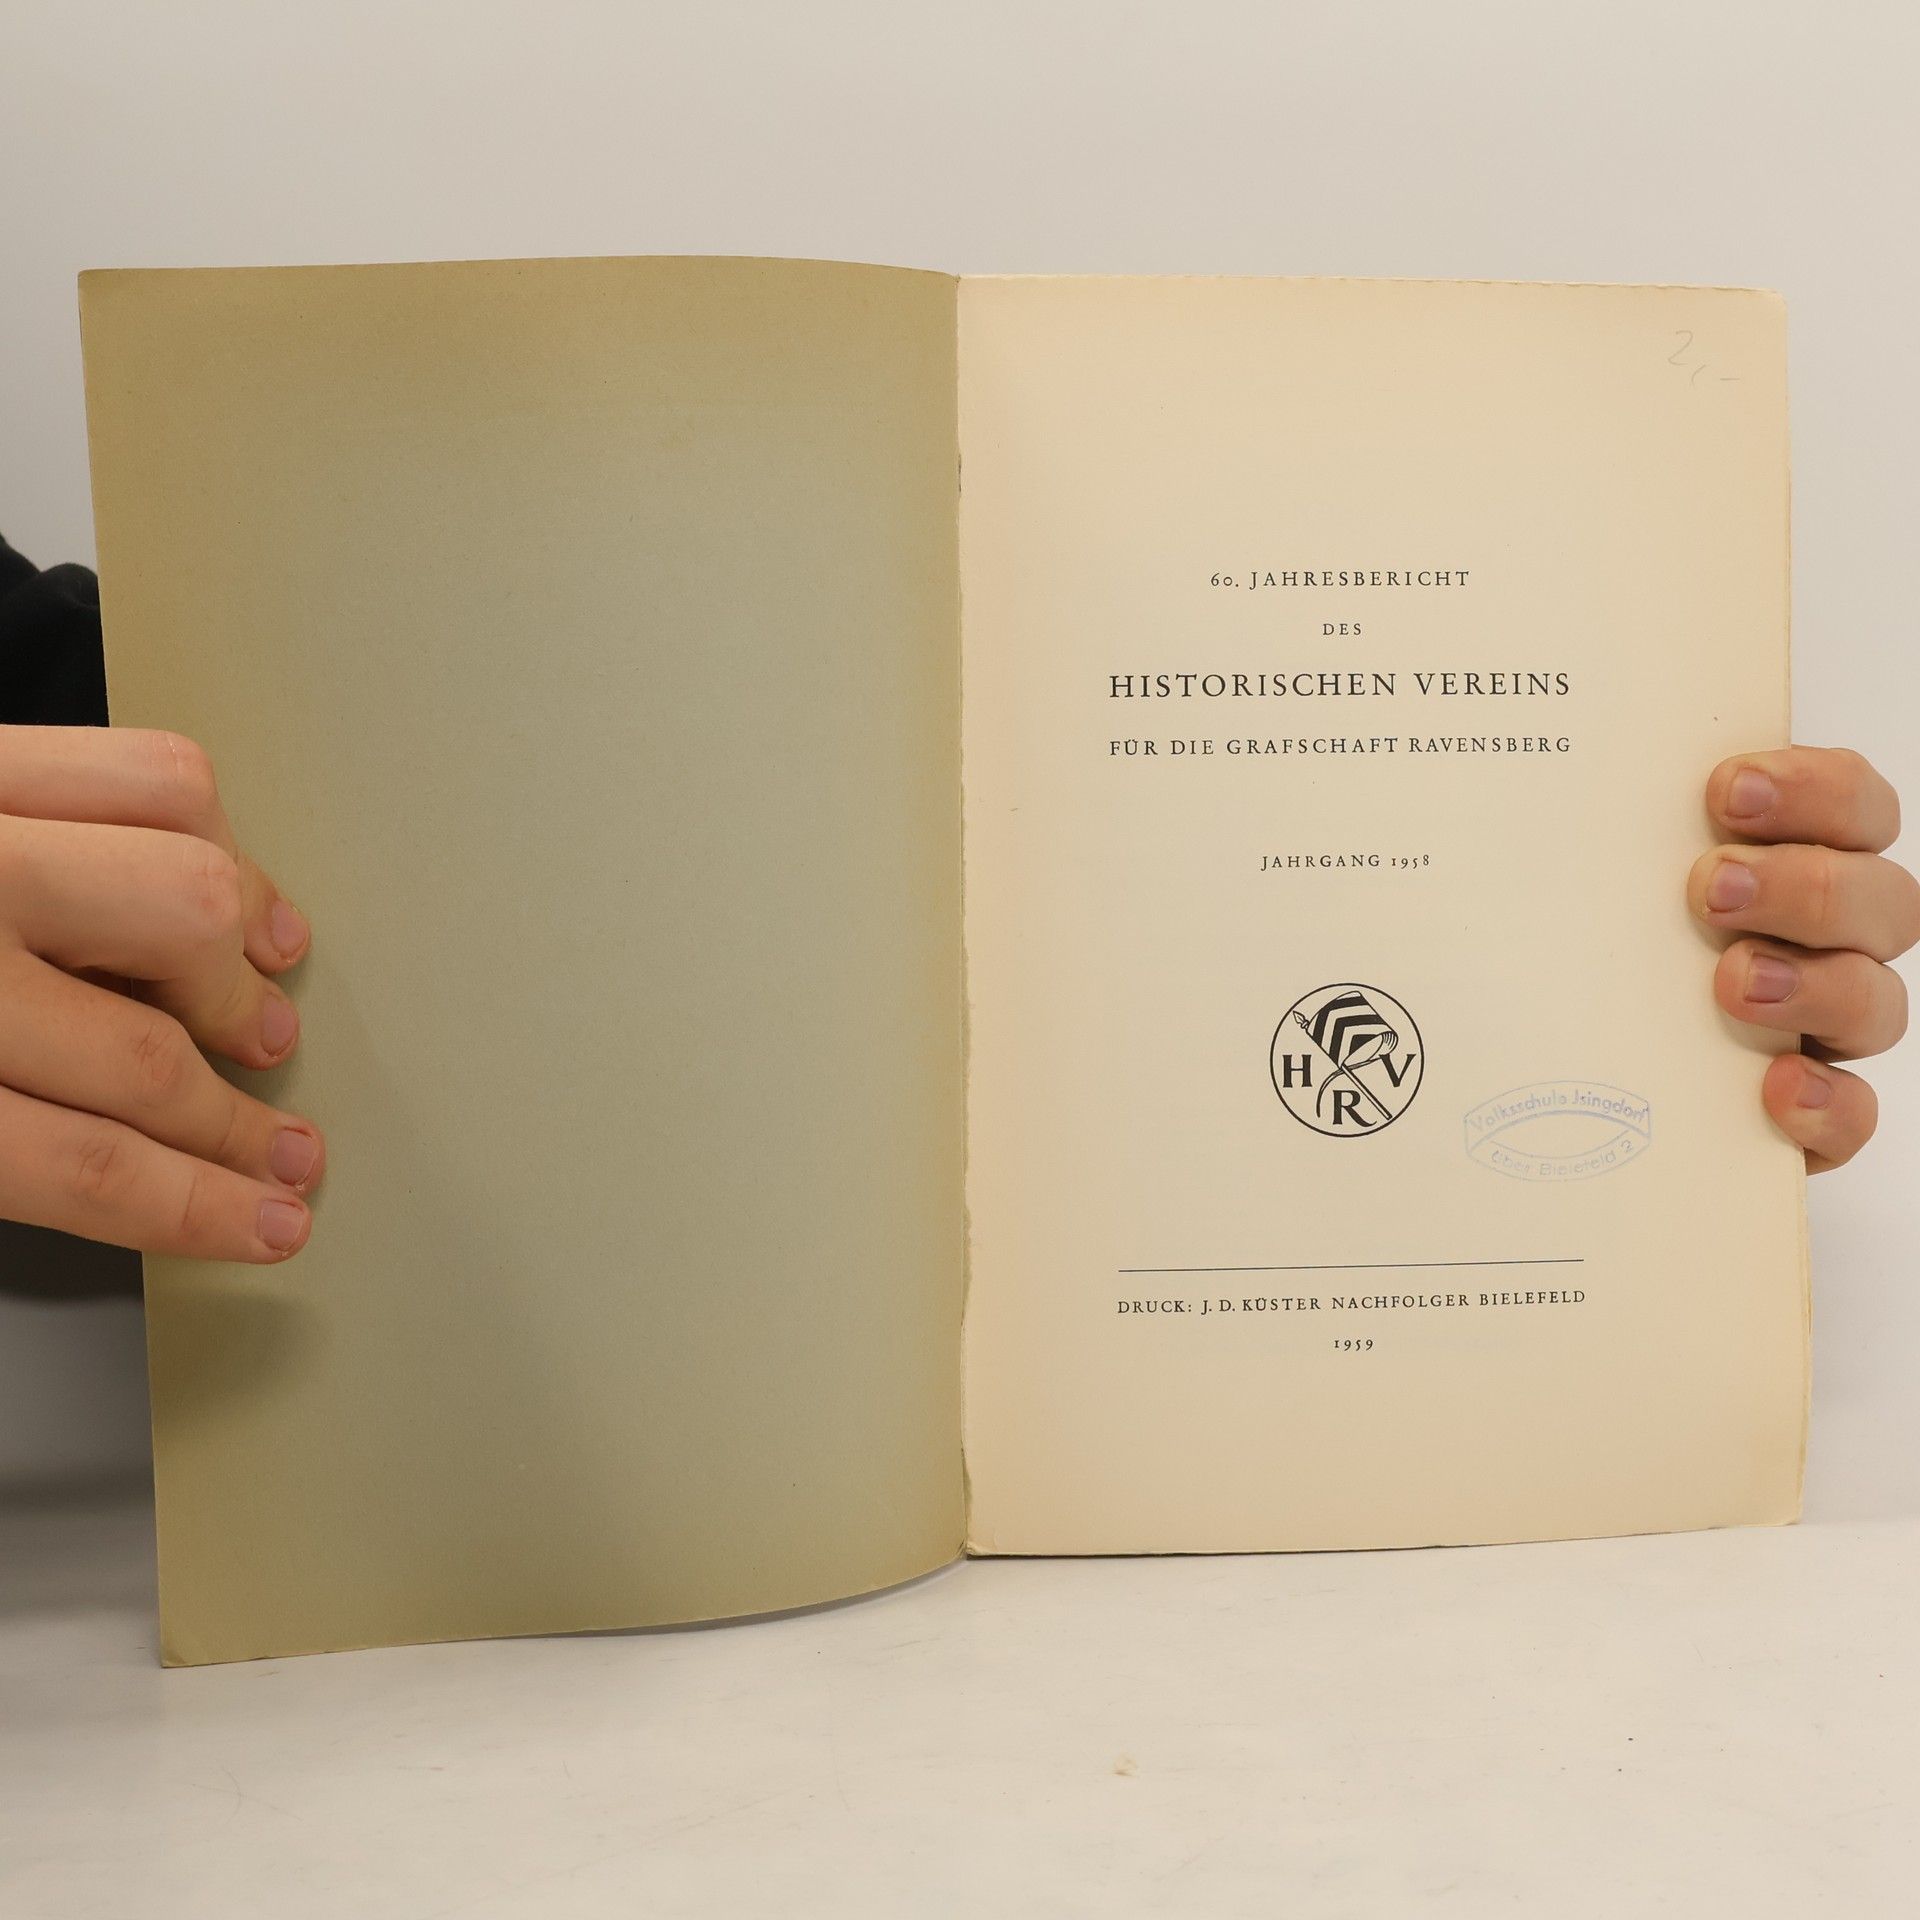 2,-
60. JAHRESBERICHT
DES
HISTORISCHEN VEREINS
FÜR DIE GRAFSCHAFT RAVENSBERG
JAHRGANG 1958
H V
R
Volksschule Jsingdorf
über Bielefeld 2
DRUCK: J. D. KÜSTER NACHFOLGER BIELEFELD
1959